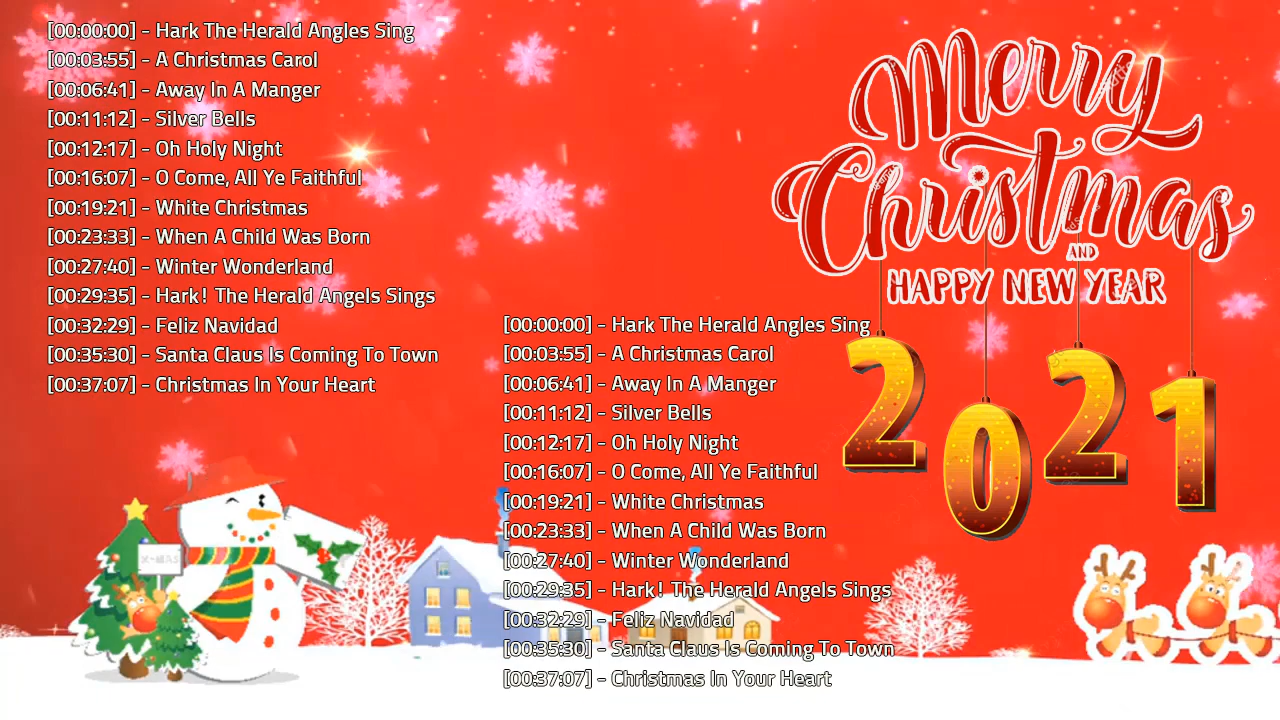 [00:00:00] - Hark The Herald Angles Sing
[00:03:55] - A Christmas Carol
[00:06:41] - Away In A Manger
[00:11:12] - Silver Bells
[00:12:17] - Oh Holy Night
[00:16:07] - O Come, All Ye Faithful
[00:19:21] - White Christmas
[00:23:33] - When A Child Was Born
[00:27:40] - Winter Wonderland
[00:29:35] - Hark! The Herald Angels Sings
[00:32:29] - Feliz Navidad
[00:35:30] - Santa Claus Is Coming To Town
[00:37:07] - Christmas In Your Heart
Merry
Christmas
AND
HAPPY NEW YEAR
2021
[00:00:00] - Hark The Herald Angles Sing
[00:03:55] - A Christmas Carol
[00:06:41] - Away In A Manger
[00:11:12] - Silver Bells
[00:12:17] - Oh Holy Night
[00:16:07] - O Come, All Ye Faithful
[00:19:21] - White Christmas
[00:23:33] - When A Child Was Born
[00:27:40] - Winter Wonderland
[00:29:35] - Hark! The Herald Angels Sings
[00:32:29] - Feliz Navidad
[00:35:30] - Santa Claus Is Coming To Town
[00:37:07] - Christmas In Your Heart
X-MAS